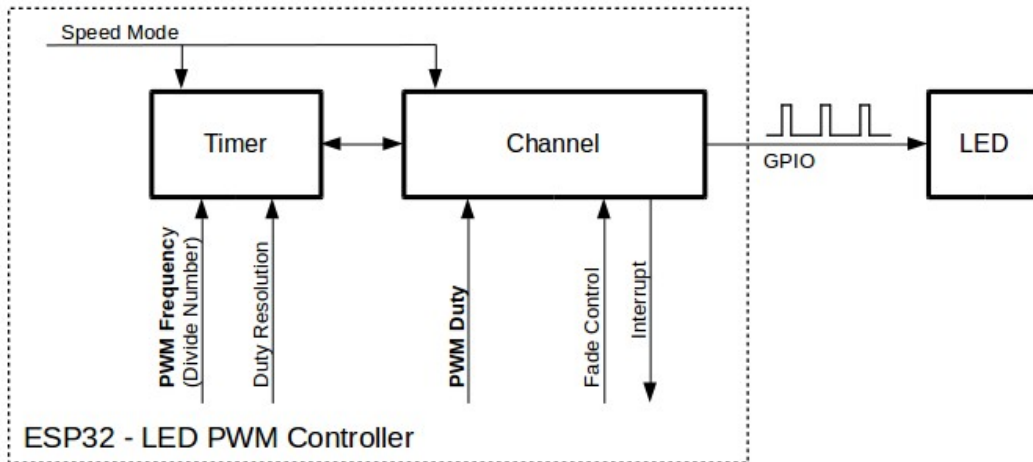 Speed Mode
Timer
Channel
GPIO
LED
PWM Frequency
(Divide Number)
Duty Resolution
PWM Duty
Fade Control
Interrupt
ESP32 - LED PWM Controller